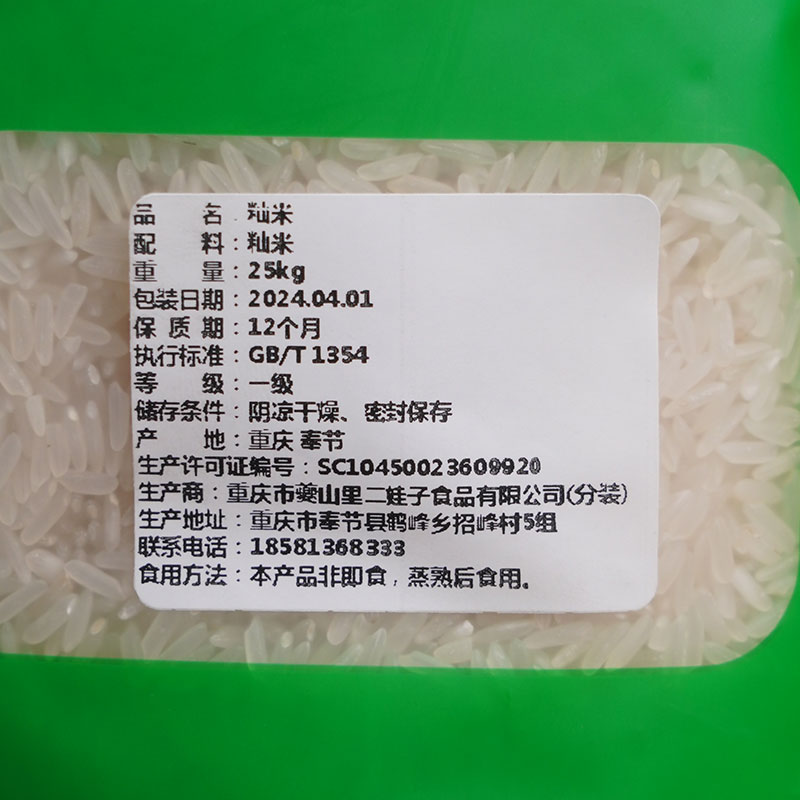 品名：籼米
配料：籼米
重量：25kg
包装日期：2024.04.01
保质期：12个月
执行标准：GB/T 1354
等级：一级
储存条件：阴凉干燥、密封保存
产地：重庆 奉节
生产许可证编号：SC10450023609920
生产商：重庆市夔山里二娃子食品有限公司(分装)
生产地址：重庆市奉节县鹤峰乡招峰村5组
联系电话：18581368333
食用方法：本产品非即食，蒸熟后食用。